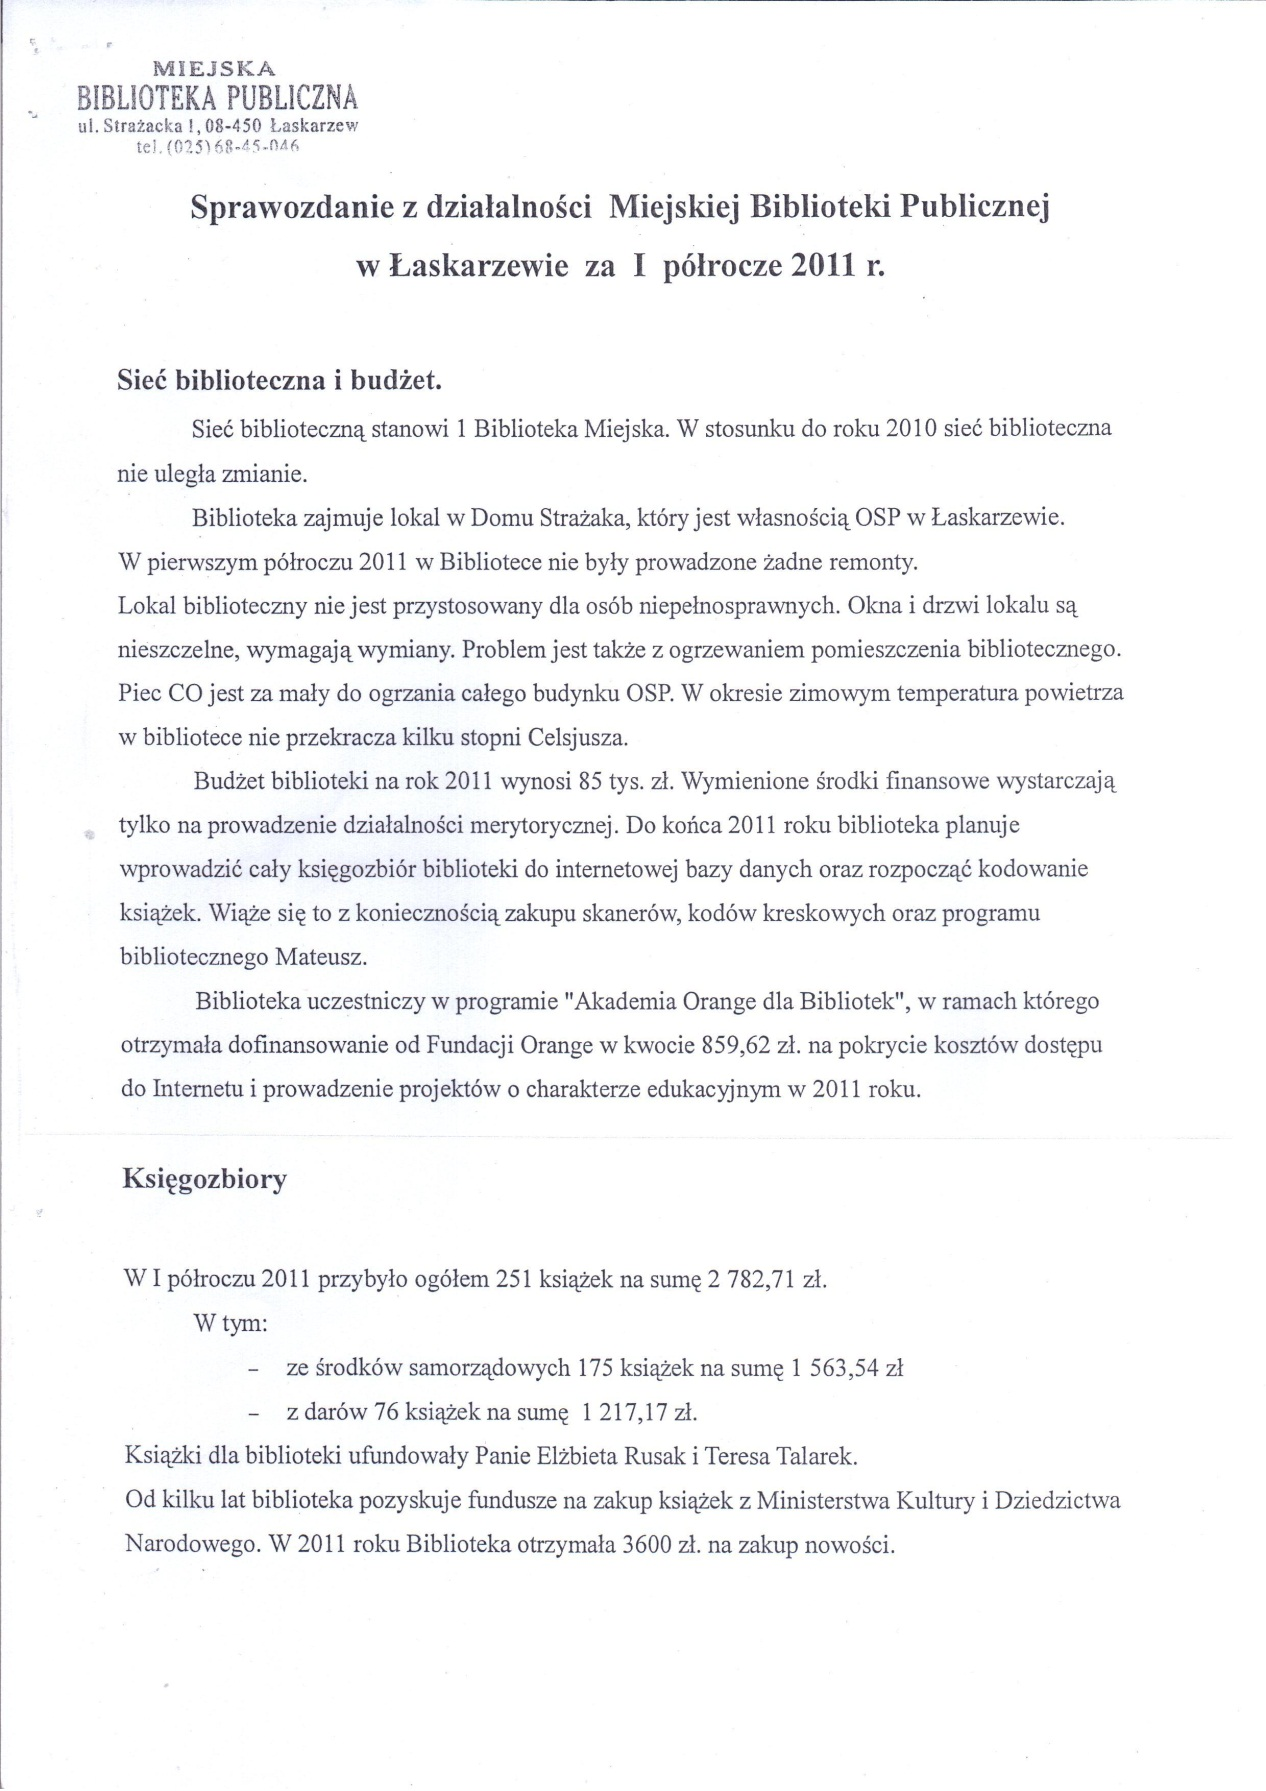 MIEJSKA
BIBLIOTEKA PUBLICZNA
ul. Strażacka 1, 08-450 Łaskarzew
tel. (025) 68-45-046
Sprawozdanie z działalności Miejskiej Biblioteki Publicznej
w Łaskarzewie za I półrocze 2011 r.
Sieć biblioteczna i budżet.
Sieć biblioteczną stanowi 1 Biblioteka Miejska. W stosunku do roku 2010 sieć biblioteczna
nie uległa zmianie.
Biblioteka zajmuje lokal w Domu Strażaka, który jest własnością OSP w Łaskarzewie.
W pierwszym półroczu 2011 w Bibliotece nie były prowadzone żadne remonty.
Lokal biblioteczny nie jest przystosowany dla osób niepełnosprawnych. Okna i drzwi lokalu są
nieszczelne, wymagają wymiany. Problem jest także z ogrzewaniem pomieszczenia bibliotecznego.
Piec CO jest za mały do ogrzania całego budynku OSP. W okresie zimowym temperatura powietrza
w bibliotece nie przekracza kilku stopni Celsjusza.
Budżet biblioteki na rok 2011 wynosi 85 tys. zł. Wymienione środki finansowe wystarczają
tylko na prowadzenie działalności merytorycznej. Do końca 2011 roku biblioteka planuje
wprowadzić cały księgozbiór biblioteki do internetowej bazy danych oraz rozpocząć kodowanie
książek. Wiąże się to z koniecznością zakupu skanerów, kodów kreskowych oraz programu
bibliotecznego Mateusz.
Biblioteka uczestniczy w programie "Akademia Orange dla Bibliotek", w ramach którego
otrzymała dofinansowanie od Fundacji Orange w kwocie 859,62 zł. na pokrycie kosztów dostępu
do Internetu i prowadzenie projektów o charakterze edukacyjnym w 2011 roku.
Księgozbiory
W I półroczu 2011 przybyło ogółem 251 książek na sumę 2 782,71 zł.
W tym:
- ze środków samorządowych 175 książek na sumę 1 563,54 zł
- z darów 76 książek na sumę 1 217,17 zł.
Książki dla biblioteki ufundowały Panie Elżbieta Rusak i Teresa Talarek.
Od kilku lat biblioteka pozyskuje fundusze na zakup książek z Ministerstwa Kultury i Dziedzictwa
Narodowego. W 2011 roku Biblioteka otrzymała 3600 zł. na zakup nowości.